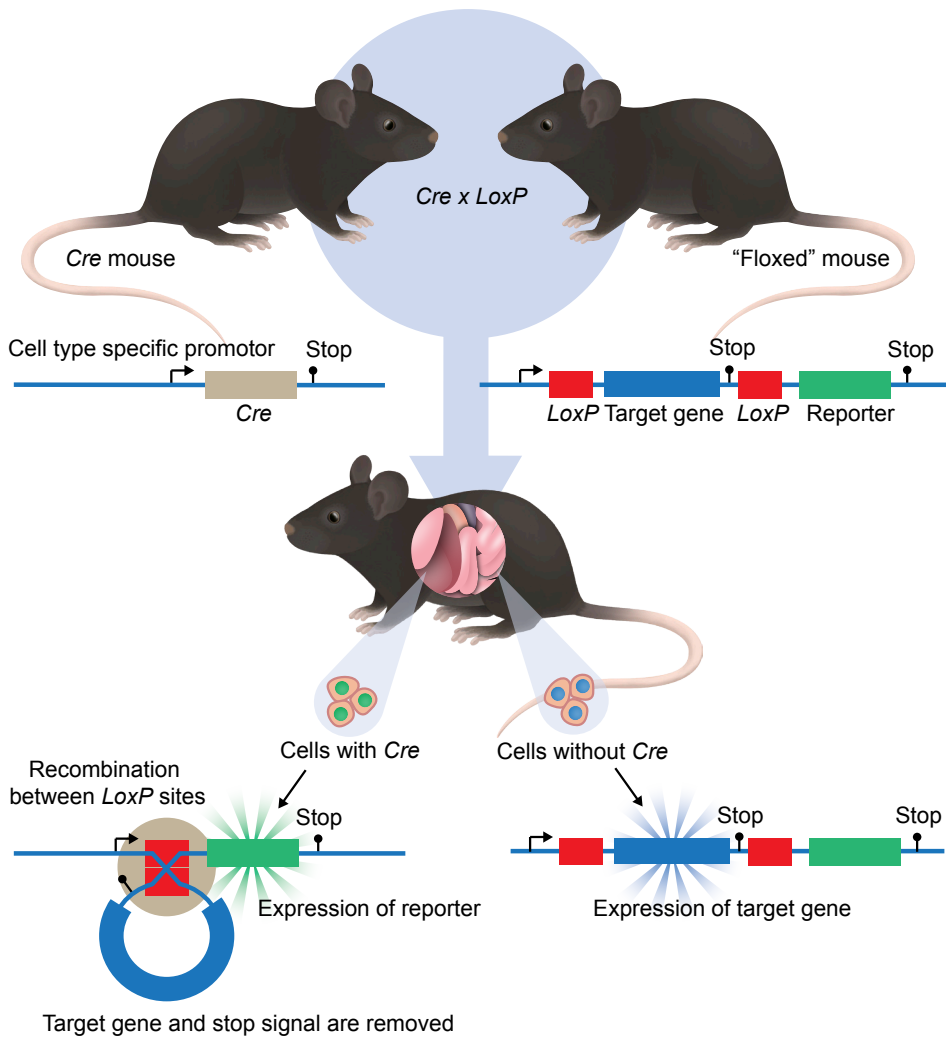 Cre x LoxP
Cre mouse
“Floxed” mouse
Cell type specific promotor
Stop
Cre
Stop
Stop
LoxP
Target gene
LoxP
Reporter
Cells with Cre
Cells without Cre
Recombination
between LoxP sites
Stop
Expression of reporter
Target gene and stop signal are removed
Stop
Stop
Expression of target gene